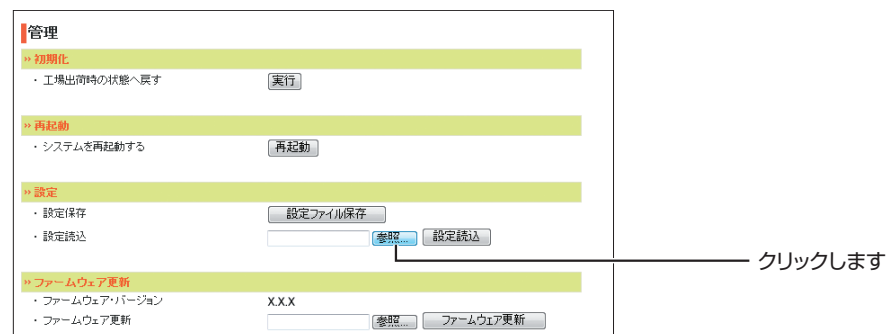 管理
» 初期化
・ 工場出荷時の状態へ戻す 実行
» 再起動
・ システムを再起動する 再起動
» 設定
・ 設定保存 設定ファイル保存
・ 設定読込 参照... 設定読込
クリックします
» ファームウェア更新
・ ファームウェア・バージョン X.X.X
・ ファームウェア更新 参照... ファームウェア更新